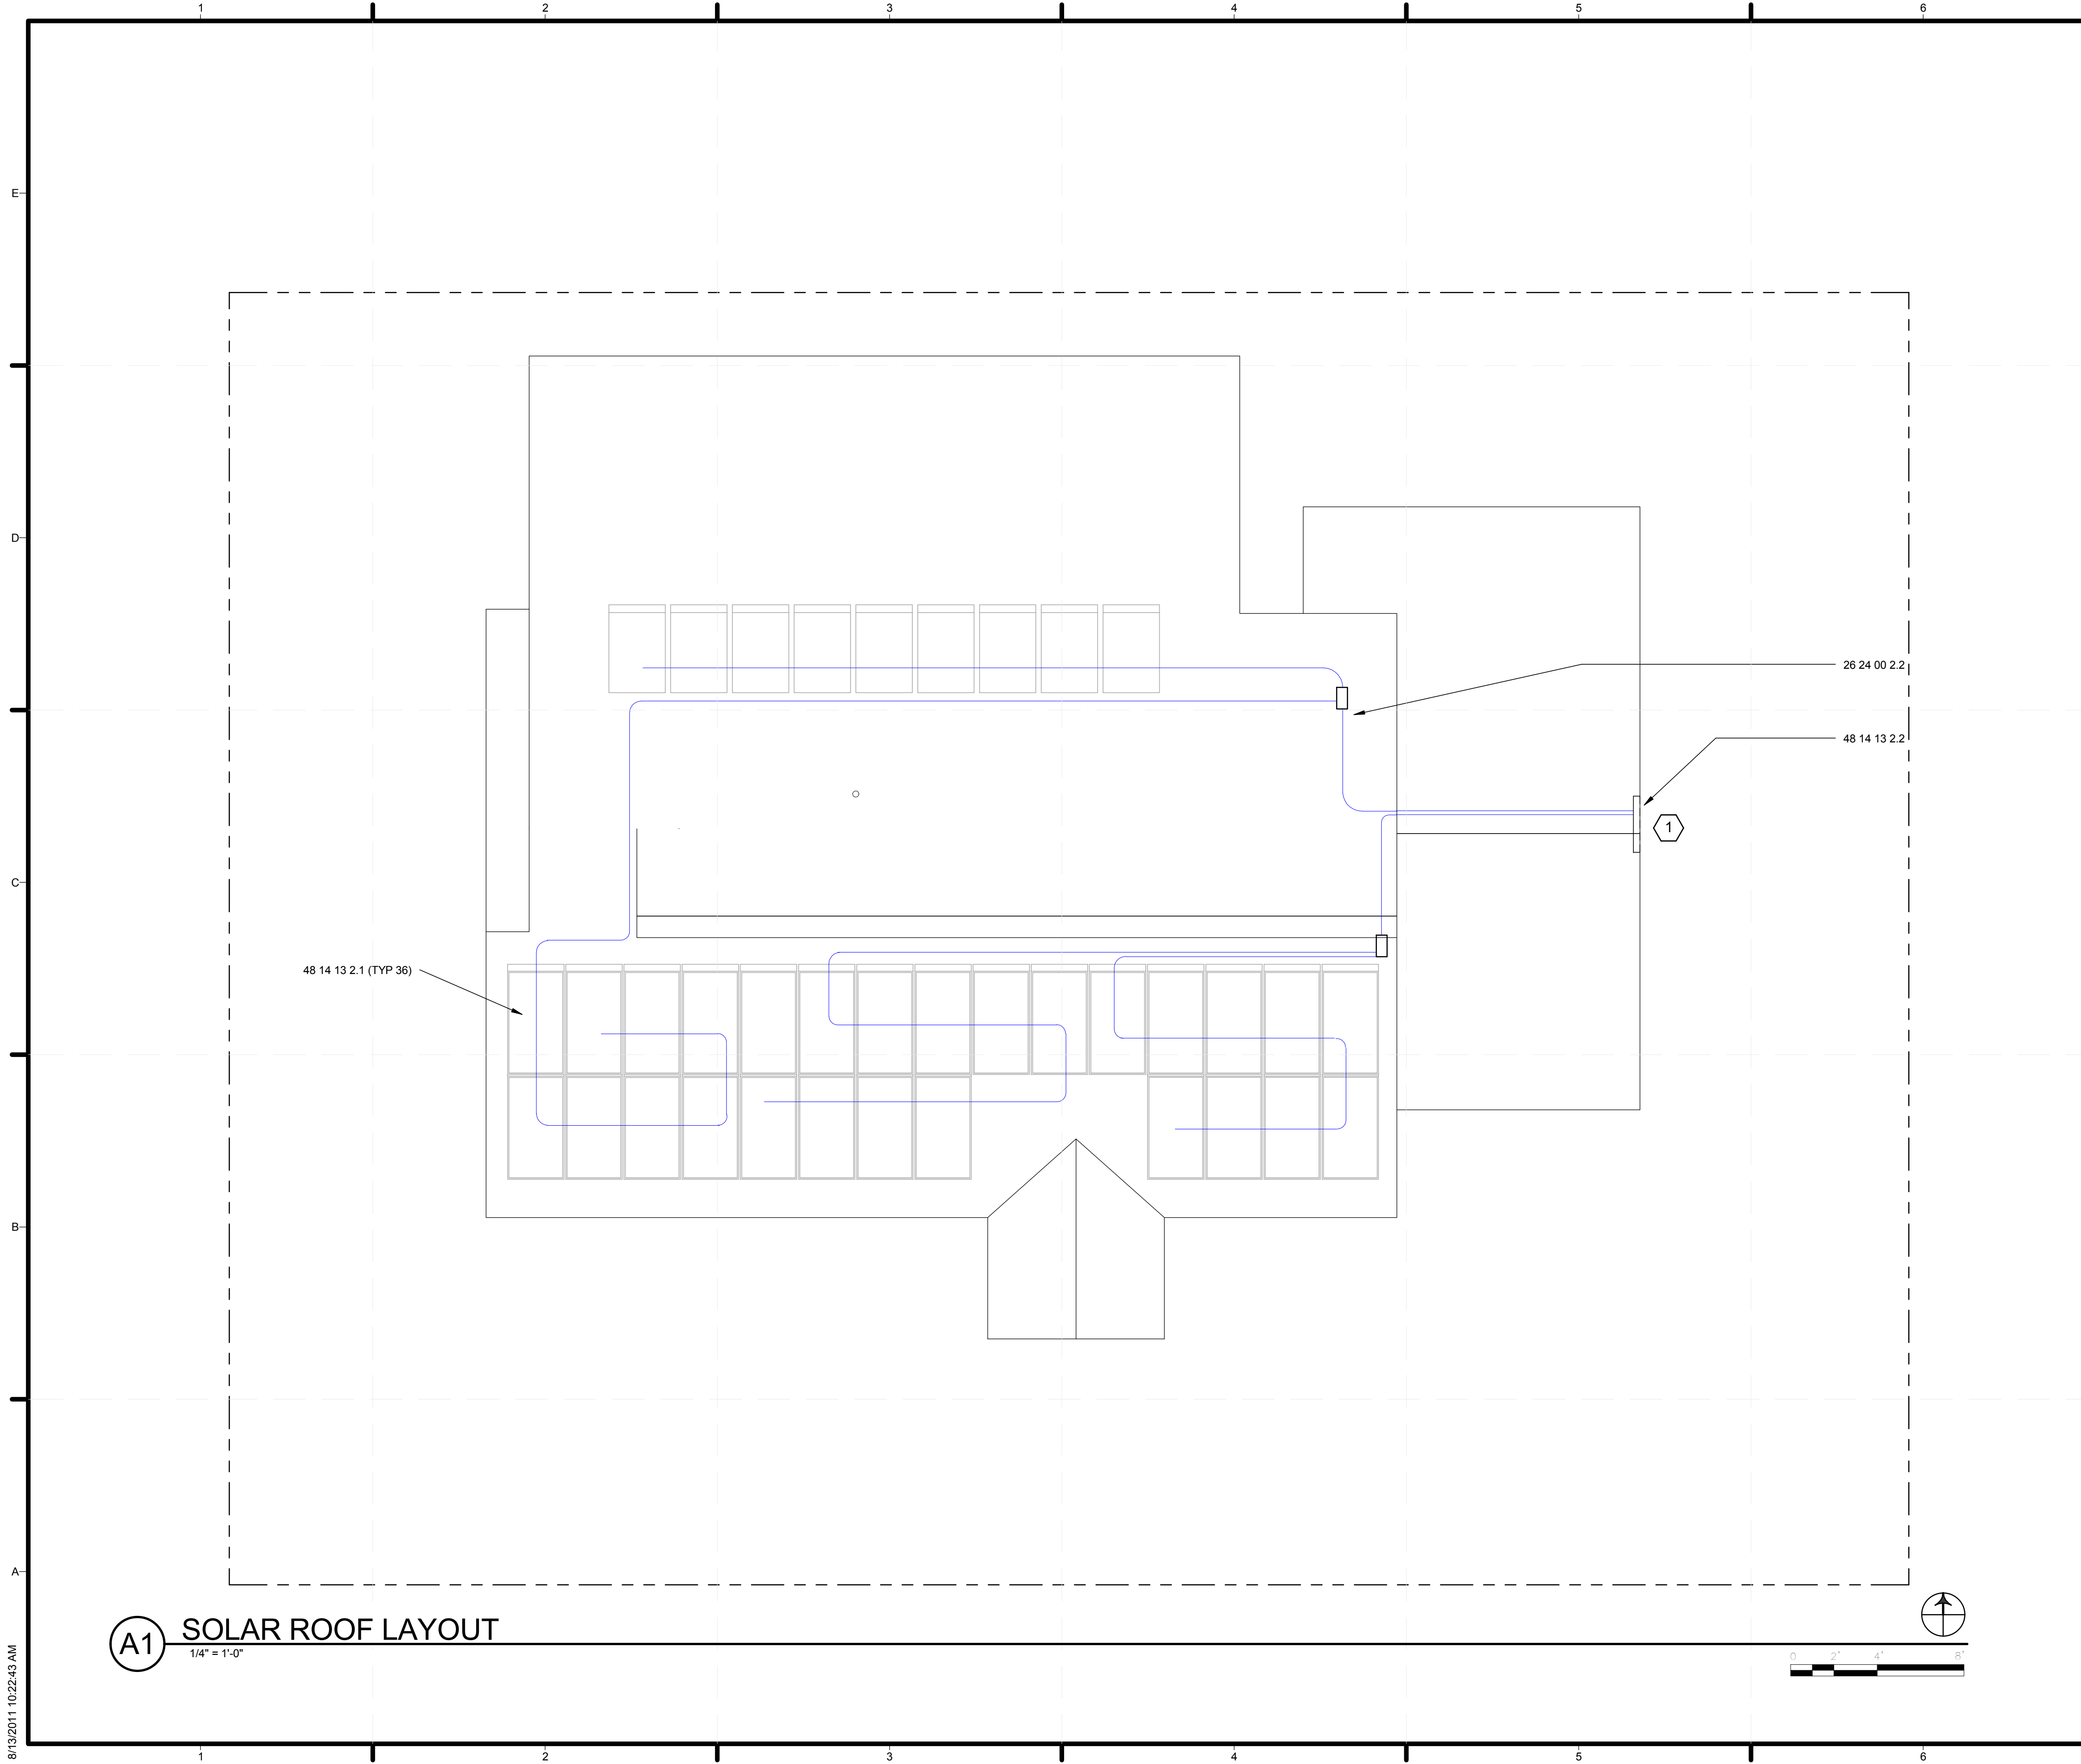 1 2 3 4 5 6
E
D
26 24 00 2.2
48 14 13 2.2
1
C
48 14 13 2.1 (TYP 36)
B
A
A1 SOLAR ROOF LAYOUT
1/4" = 1'-0"
0 2' 4' 8'
8/13/2011 10:22:43 AM
1 2 3 4 5 6